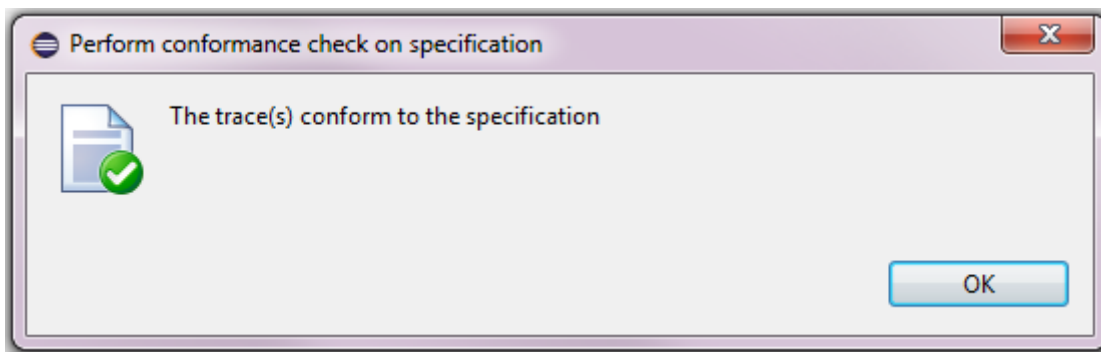 Perform conformance check on specification
The trace(s) conform to the specification
OK